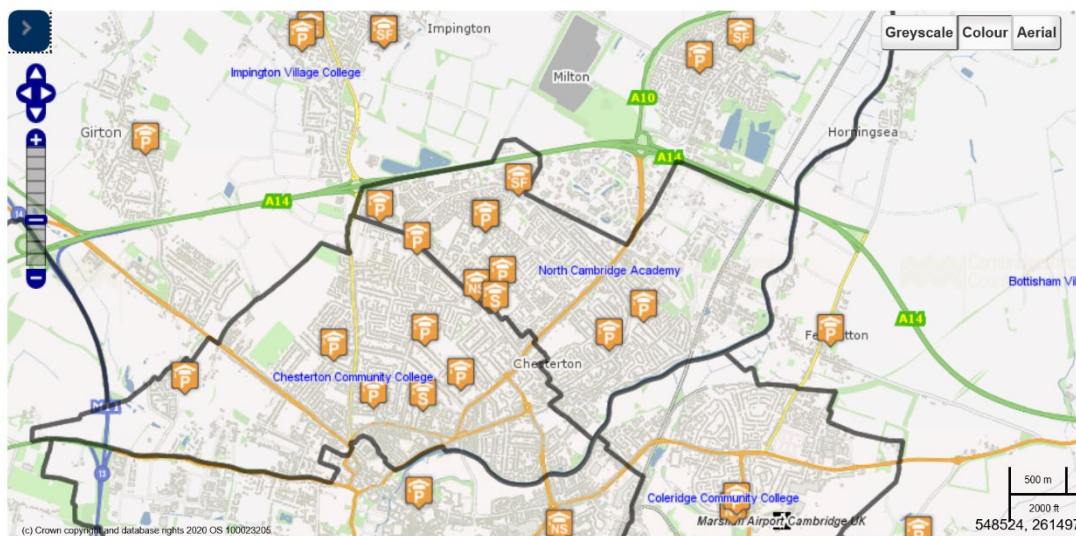 Greyscale Colour Aerial
Impington
SF
SF
P
P
Impington Village College
Milton
A10
Girton
P
Horningsea
A14
SF
A14
P
P
P
14
North Cambridge Academy
P
NS
S
P
Bottisham Vil
A14
P
P
P
P
Chesterton
Chesterton Community College
P
P
P
S
13
500 m
2000 ft
P
Coleridge Community College
NS
Marshall Airport Cambridge UK
(c) Crown copyright and database rights 2020 OS 100023205
548524, 261497